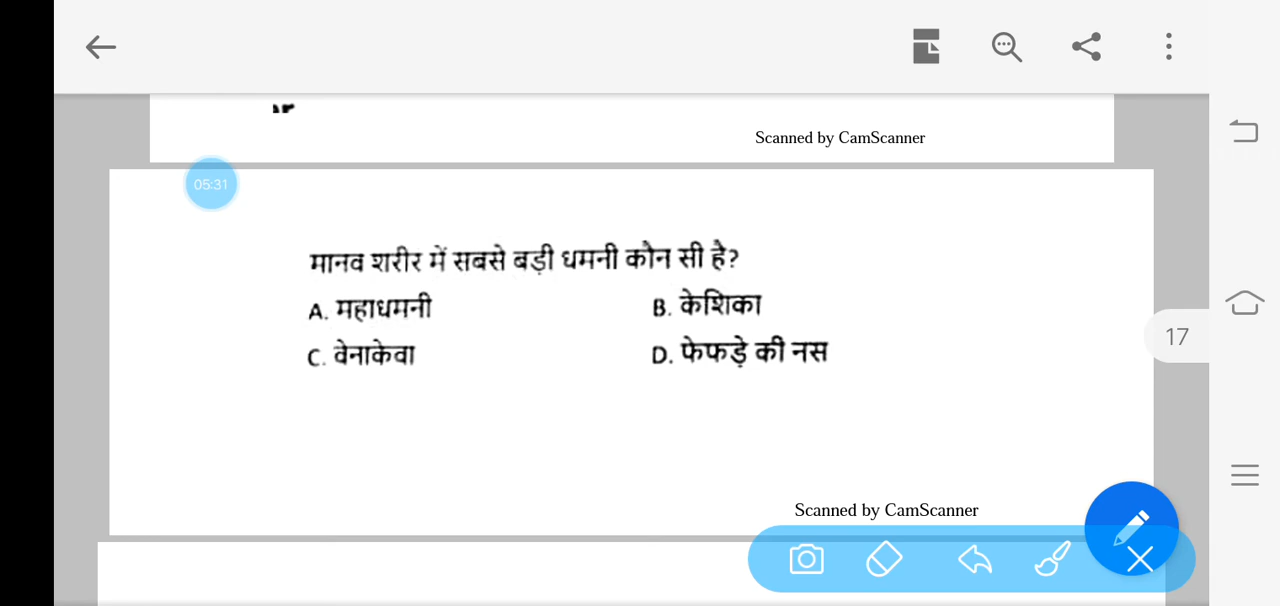 Scanned by CamScanner
05:31
मानव शरीर में सबसे बड़ी धमनी कौन सी है?
A. महाधमनी B. केशिका
C. वेनाकेवा D. फेफड़े की नस
17
Scanned by CamScanner